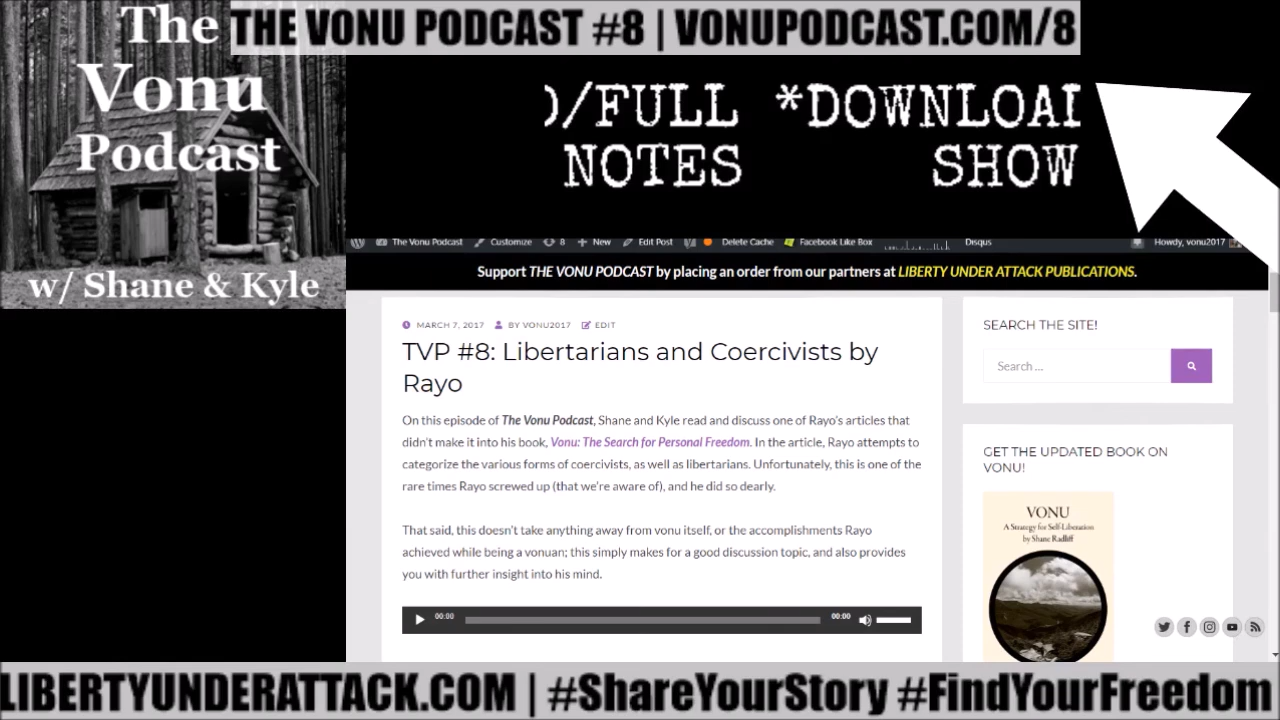 The
Vonu
Podcast
w/ Shane & Kyle
THE VONU PODCAST #8 | VONUPODCAST.COM/8
)/FULL *DOWNLOA
NOTES SHOW
The Vonu Podcast Customize 8 New Edit Post Delete Cache Facebook Like Box Disqus Howdy, vonu2017
Support THE VONU PODCAST by placing an order from our partners at LIBERTY UNDER ATTACK PUBLICATIONS.
MARCH 7, 2017 BY VONU2017 EDIT
TVP #8: Libertarians and Coercivists by
Rayo
On this episode of The Vonu Podcast, Shane and Kyle read and discuss one of Rayo's articles that
didn't make it into his book, Vonu: The Search for Personal Freedom. In the article, Rayo attempts to
categorize the various forms of coercivists, as well as libertarians. Unfortunately, this is one of the
rare times Rayo screwed up (that we're aware of), and he did so dearly.
That said, this doesn't take anything away from vonu itself, or the accomplishments Rayo
achieved while being a vonuan; this simply makes for a good discussion topic, and also provides
you with further insight into his mind.
00:00 00:00
SEARCH THE SITE!
Search ...
GET THE UPDATED BOOK ON
VONU!
VONU
A Strategy for Self-Liberation
by Shane Radliff
LIBERTYUNDERATTACK.COM | #ShareYourStory #FindYourFreedom